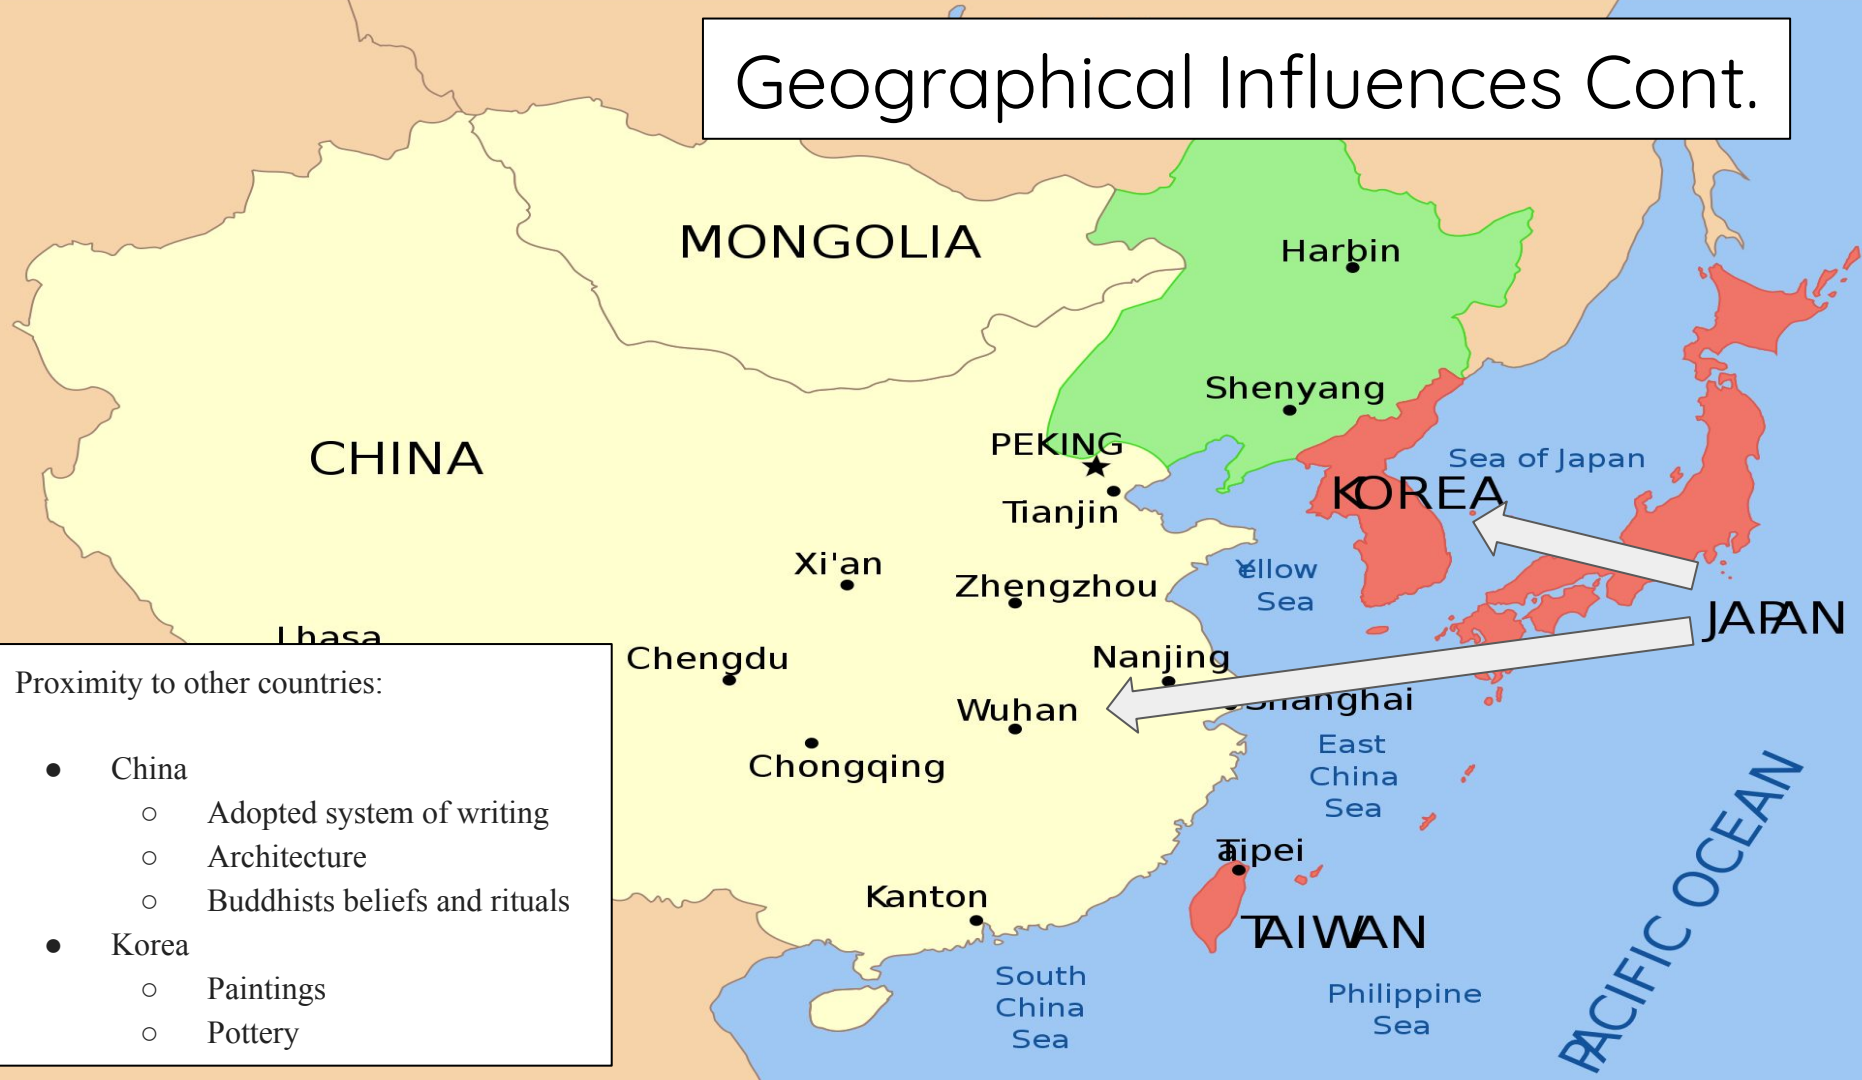 Geographical Influences Cont.
MONGOLIA
Harbin
Shenyang
CHINA
PEKING
Tianjin
Sea of Japan
KOREA
Xi'an
Zhengzhou
Yellow
Sea
JAPAN
Lhasa
Chengdu
Nanjing
Wuhan
Shanghai
Chongqing
East
China
Sea
Taipei
Kanton
TAIWAN
South
China
Sea
Philippine
Sea
PACIFIC OCEAN
Proximity to other countries:
● China
○ Adopted system of writing
○ Architecture
○ Buddhists beliefs and rituals
● Korea
○ Paintings
○ Pottery